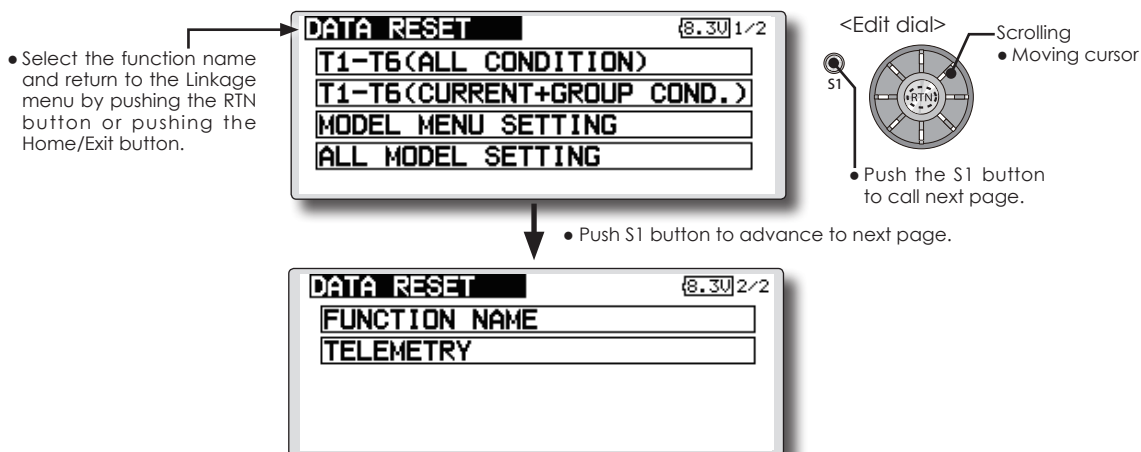 ● Select the function name
and return to the Linkage
menu by pushing the RTN
button or pushing the
Home/Exit button.
DATA RESET
8.3V 1/2
T1-T6(ALL CONDITION)
T1-T6(CURRENT+GROUP COND.)
MODEL MENU SETTING
ALL MODEL SETTING
<Edit dial>
S1
RTN
Scrolling
● Moving cursor
● Push the S1 button
to call next page.
● Push S1 button to advance to next page.
DATA RESET
8.3V 2/2
FUNCTION NAME
TELEMETRY